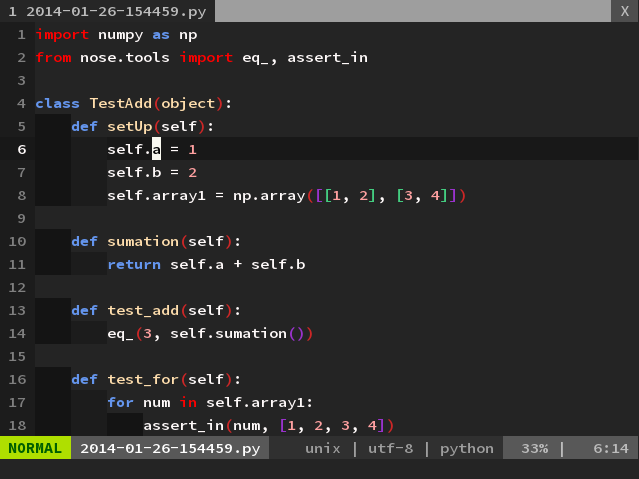 1 2014-01-26-154459.py X
1 import numpy as np
2 from nose.tools import eq_, assert_in
3
4 class TestAdd(object):
5     def setUp(self):
6         self.a = 1
7         self.b = 2
8         self.array1 = np.array([[1, 2], [3, 4]])
9
10     def sumation(self):
11         return self.a + self.b
12
13     def test_add(self):
14         eq_(3, self.sumation())
15
16     def test_for(self):
17         for num in self.array1:
18             assert_in(num, [1, 2, 3, 4])
NORMAL 2014-01-26-154459.py unix | utf-8 | python 33% | 6:14